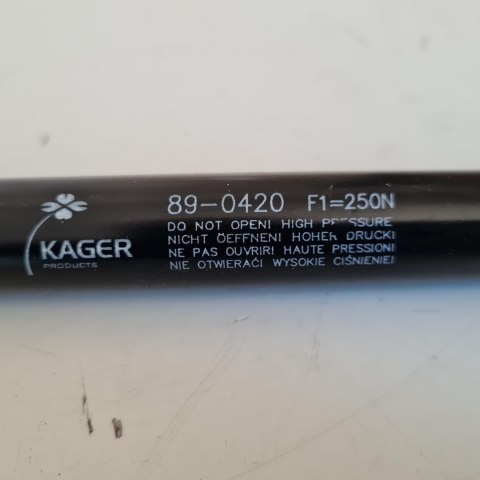 KAGER
PRODUCTS
89-0420 F1=250N
DO NOT OPEN! HIGH PRESSURE
NICHT ÖEFFNEN! HOHER DRUCK!
NE PAS OUVRIR! HAUTE PRESSION!
NIE OTWIERAĆ! WYSOKIE CIŚNIENIE!